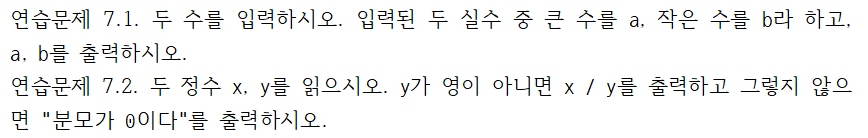 연습문제 7.1. 두 수를 입력하시오. 입력된 두 실수 중 큰 수를 a, 작은 수를 b라 하고,
a, b를 출력하시오.
연습문제 7.2. 두 정수 x, y를 읽으시오. y가 영이 아니면 x / y를 출력하고 그렇지 않으
면 "분모가 0이다"를 출력하시오.